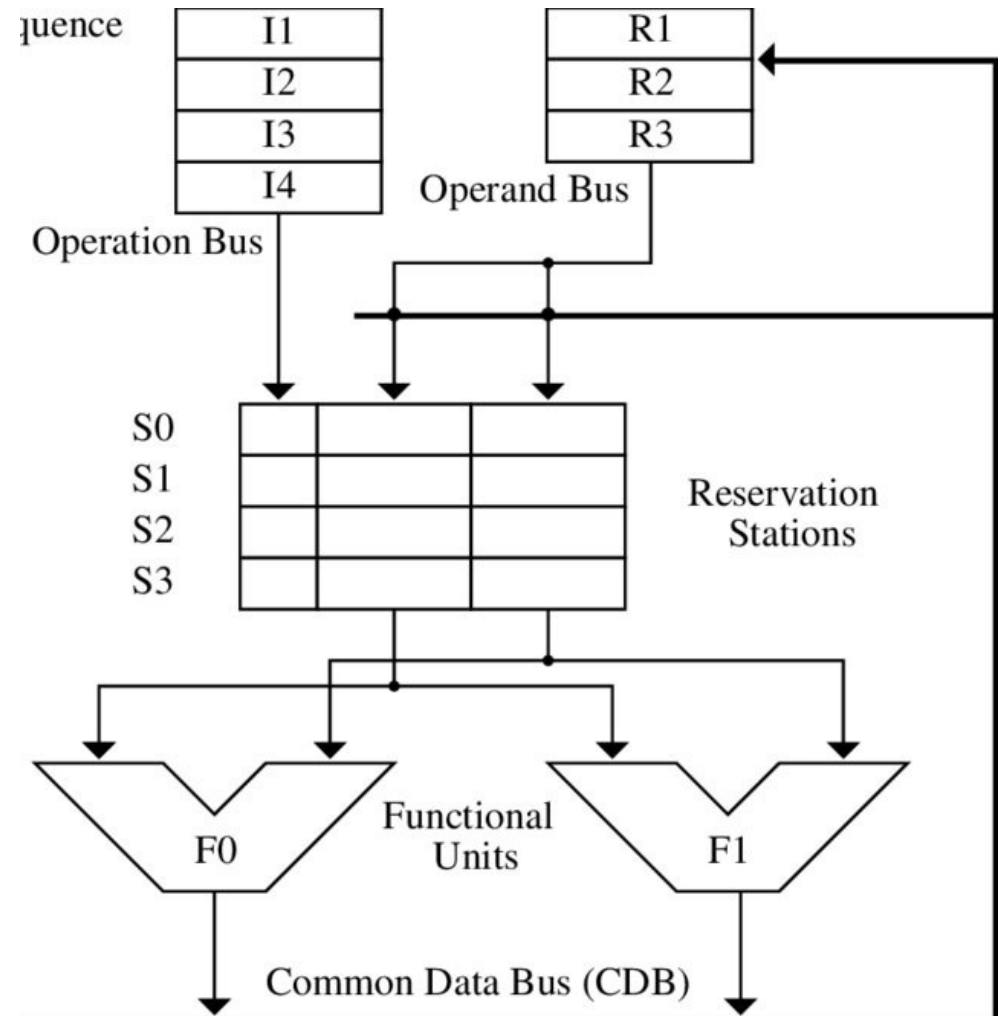 quence
I1
I2
I3
I4
R1
R2
R3
Operand Bus
Operation Bus
S0
S1
S2
S3
Reservation
Stations
Functional
Units
F0
F1
Common Data Bus (CDB)